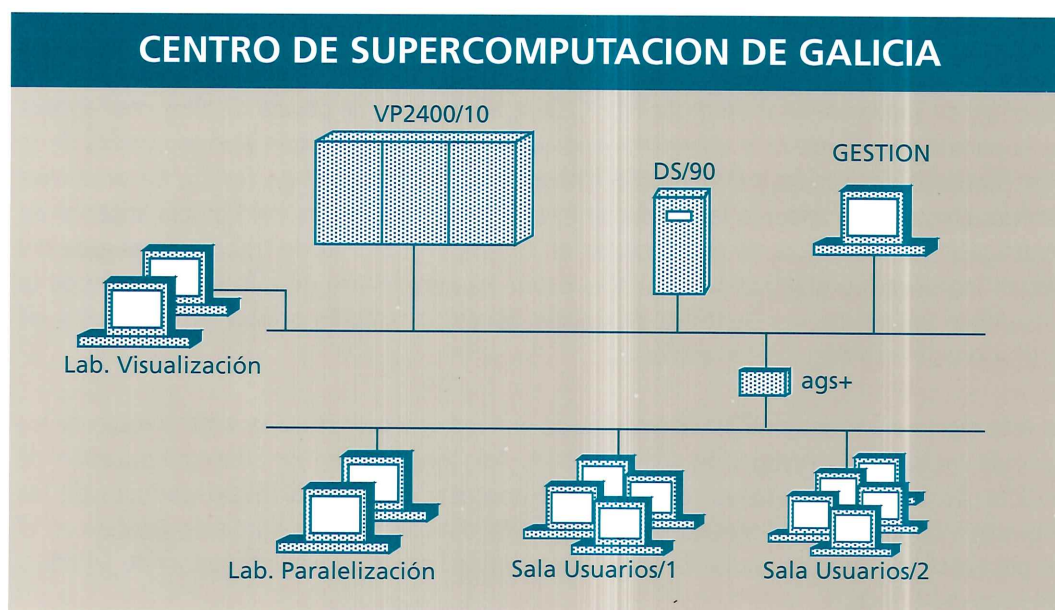 CENTRO DE SUPERCOMPUTACION DE GALICIA
VP2400/10
DS/90
GESTION
Lab. Visualización
ags+
Lab. Paralelización
Sala Usuarios/1
Sala Usuarios/2